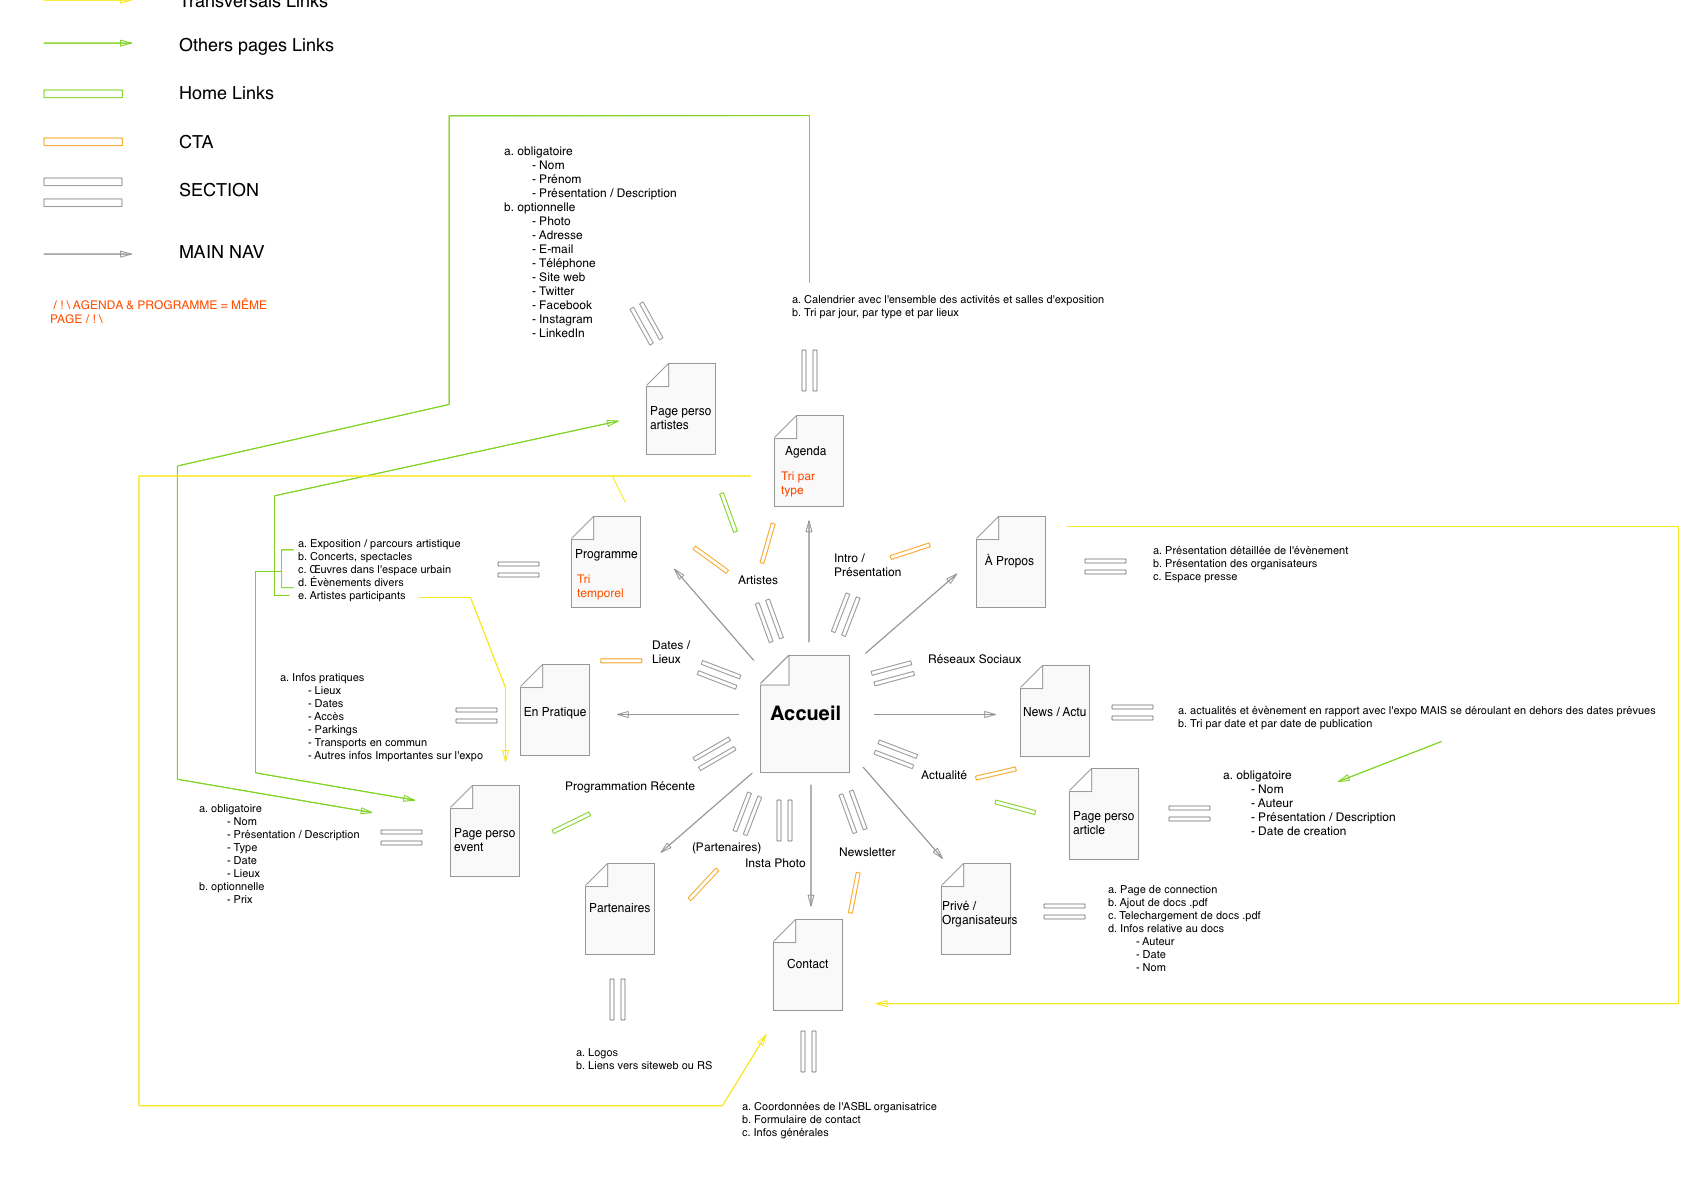 Transversals Links
Others pages Links
Home Links
CTA
SECTION
MAIN NAV
/ ! \ AGENDA & PROGRAMME = MÊME
PAGE / ! \
a. obligatoire
- Nom
- Prénom
- Présentation / Description
b. optionnelle
- Photo
- Adresse
- E-mail
- Téléphone
- Site web
- Twitter
- Facebook
- Instagram
- LinkedIn
a. Calendrier avec l'ensemble des activités et salles d'exposition
b. Tri par jour, par type et par lieux
Page perso
artistes
Agenda
Tri par
type
a. Exposition / parcours artistique
b. Concerts, spectacles
c. Œuvres dans l'espace urbain
d. Évènements divers
e. Artistes participants
Programme
Tri
temporel
Artistes
Intro /
Présentation
À Propos
a. Présentation détaillée de l'évènement
b. Présentation des organisateurs
c. Espace presse
Dates /
Lieux
Réseaux Sociaux
a. Infos pratiques
- Lieux
- Dates
- Accès
- Parkings
- Transports en commun
- Autres infos Importantes sur l'expo
En Pratique
Accueil
News / Actu
a. actualités et évènement en rapport avec l'expo MAIS se déroulant en dehors des dates prévues
b. Tri par date et par date de publication
Programmation Récente
Actualité
a. obligatoire
- Nom
- Auteur
- Présentation / Description
- Date de creation
Page perso
article
a. obligatoire
- Nom
- Présentation / Description
- Type
- Date
- Lieux
b. optionnelle
- Prix
Page perso
event
(Partenaires)
Insta Photo
Newsletter
Partenaires
Privé /
Organisateurs
a. Page de connection
b. Ajout de docs .pdf
c. Telechargement de docs .pdf
d. Infos relative au docs
- Auteur
- Date
- Nom
Contact
a. Logos
b. Liens vers siteweb ou RS
a. Coordonnées de l'ASBL organisatrice
b. Formulaire de contact
c. Infos générales